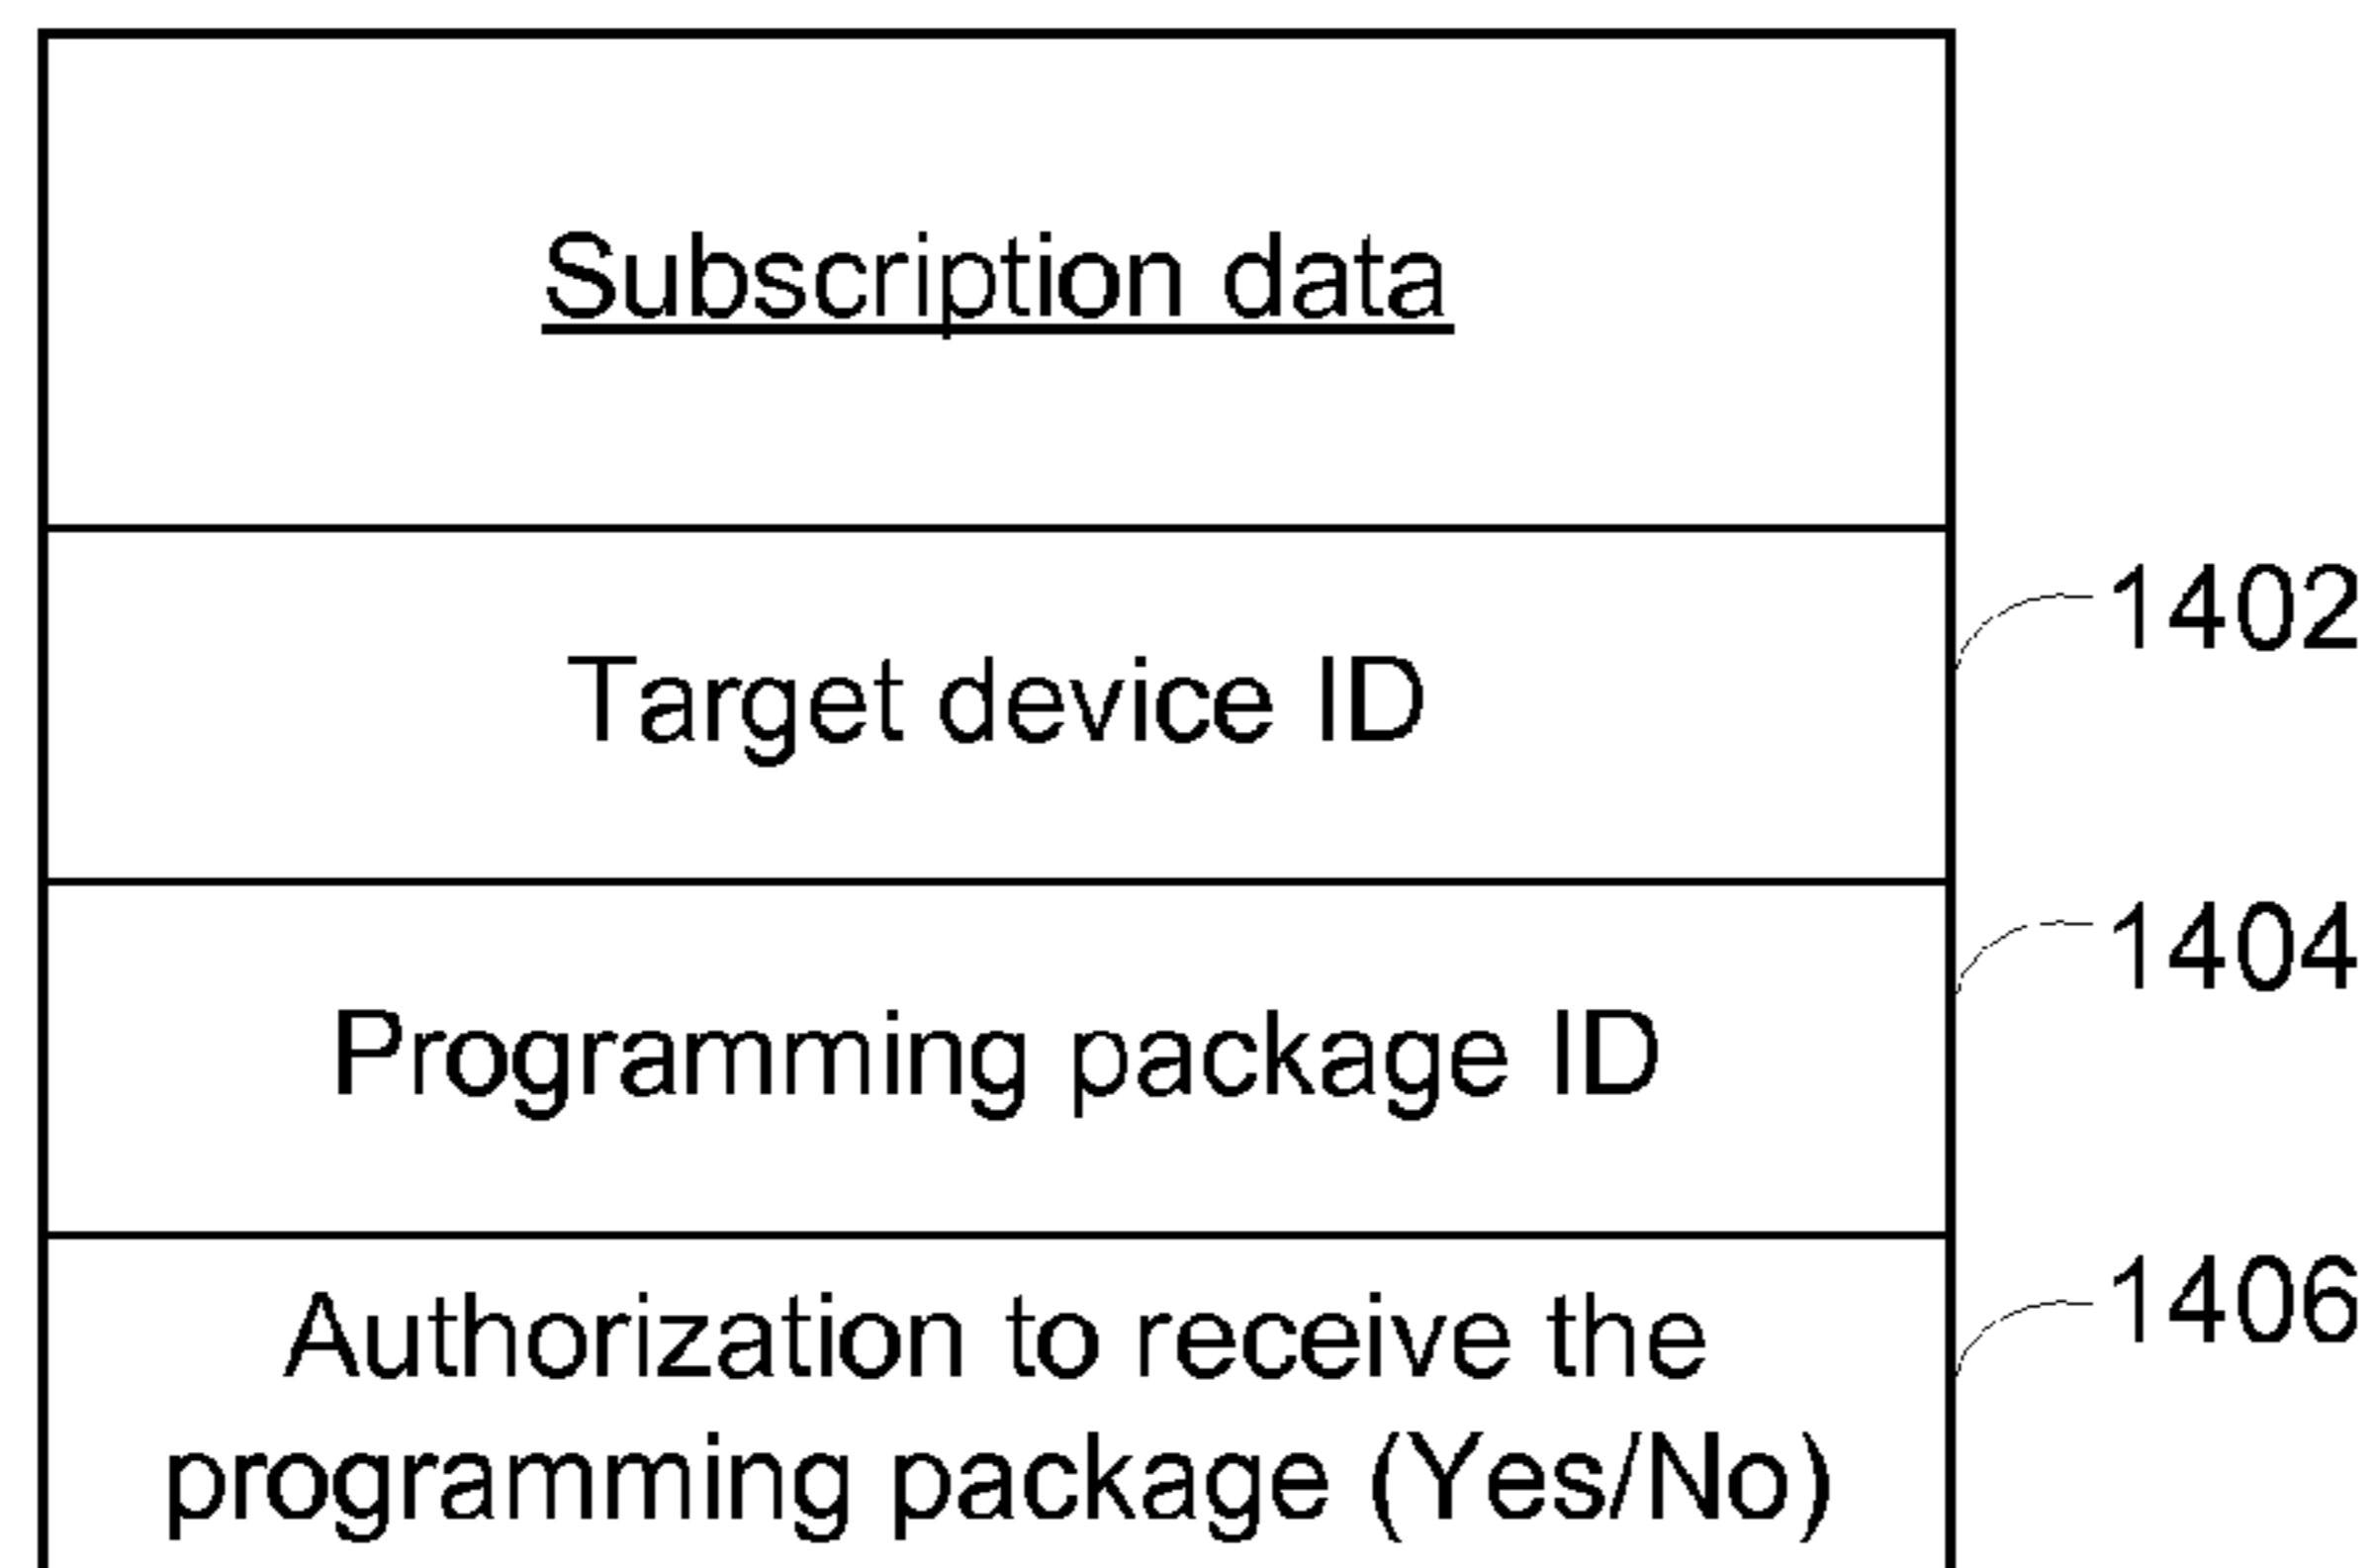 Subscription data
Target device ID
1402
Programming package ID
1404
Authorization to receive the
programming package (Yes/No)
1406